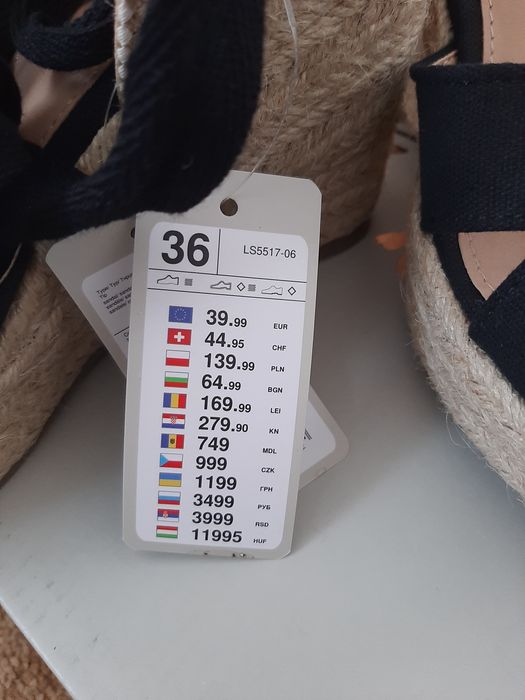 36 LS5517-06
39.99 EUR
44.95 CHF
139.99 PLN
64.99 BGN
169.99 LEI
279.90 KN
749 MDL
999 CZK
1199 ГРН
3499 РУБ
3999 RSD
11995 HUF